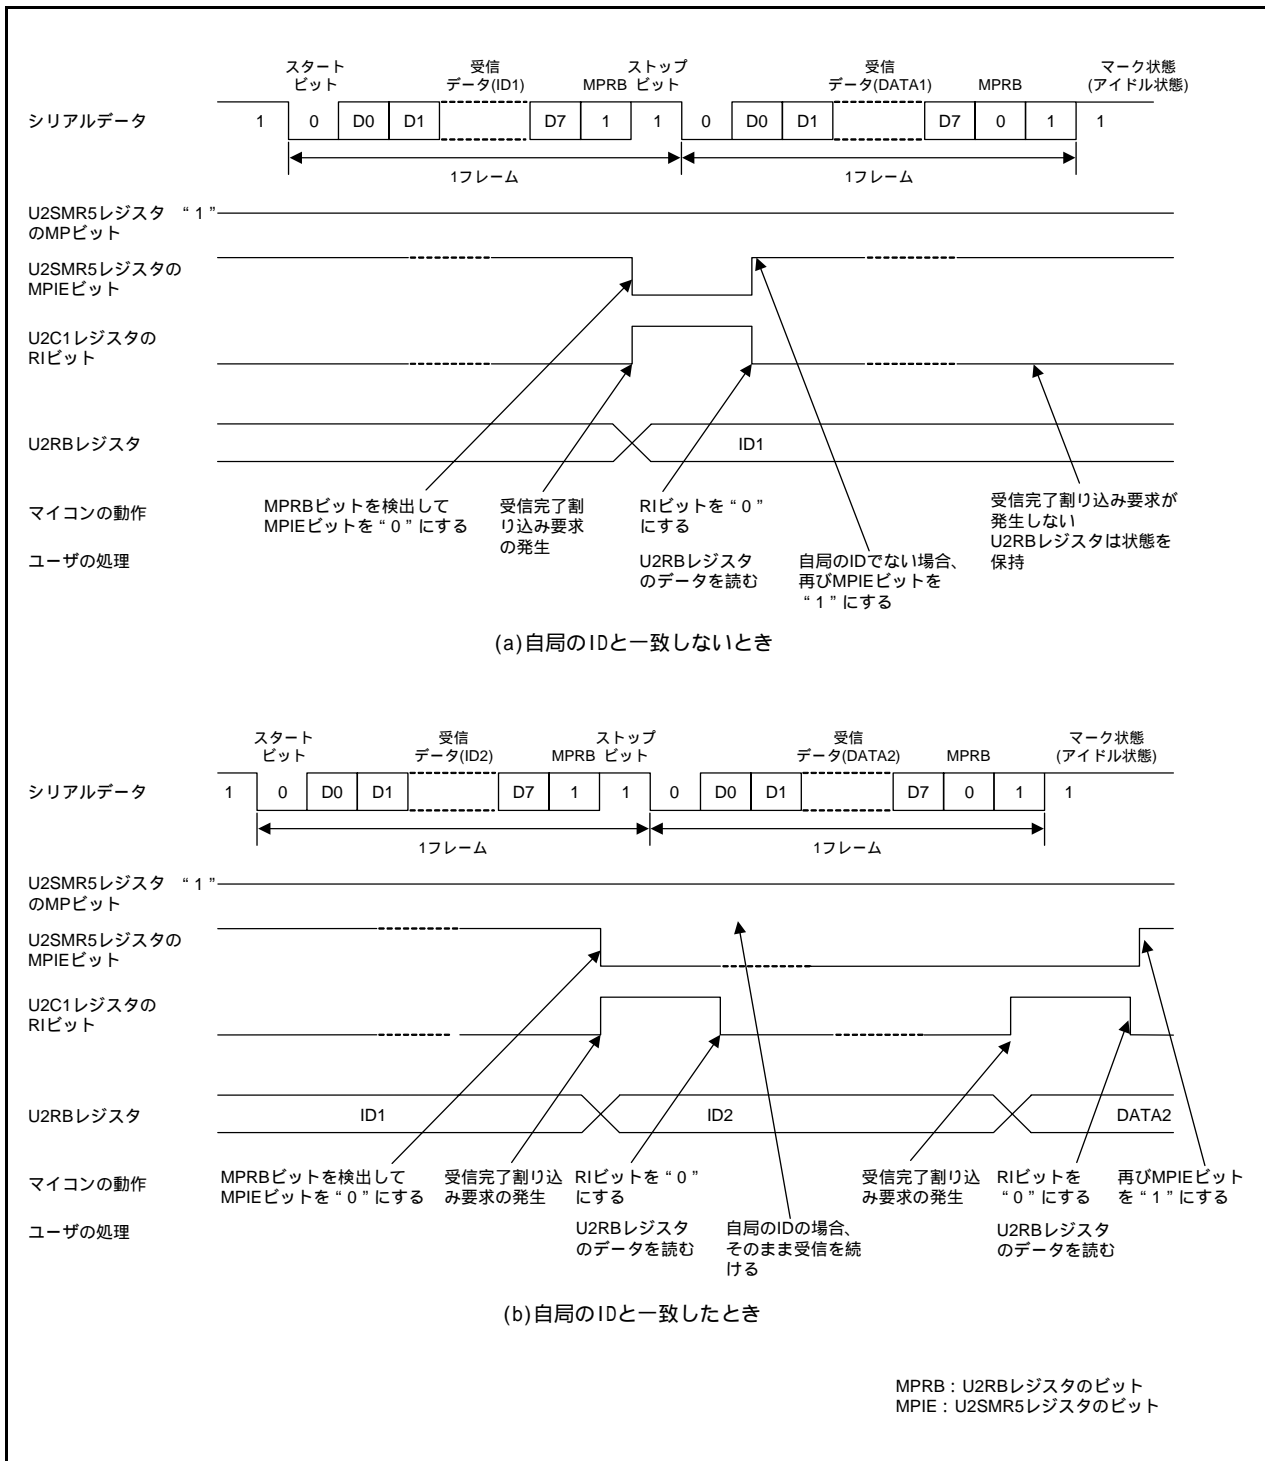 スタート
ビット
受信
データ(ID1)
MPRB
ストップ
ビット
受信
データ(DATA1)
MPRB
マーク状態
(アイドル状態)
シリアルデータ
1 0 D0 D1 D7 1 1 0 D0 D1 D7 0 1 1
1フレーム 1フレーム
U2SMR5レジスタ “1”
のMPビット
U2SMR5レジスタの
MPIEビット
U2C1レジスタの
RIビット
U2RBレジスタ
ID1
マイコンの動作
MPRBビットを検出して
MPIEビットを“0”にする
受信完了割
り込み要求
の発生
RIビットを“0”
にする
受信完了割り込み要求が
発生しない
U2RBレジスタは状態を
保持
ユーザの処理
U2RBレジスタ
のデータを読む
自局のIDでない場合、
再びMPIEビットを
“1”にする
(a)自局のIDと一致しないとき
スタート
ビット
受信
データ(ID2)
MPRB
ストップ
ビット
受信
データ(DATA2)
MPRB
マーク状態
(アイドル状態)
シリアルデータ
1 0 D0 D1 D7 1 1 0 D0 D1 D7 0 1 1
1フレーム 1フレーム
U2SMR5レジスタ “1”
のMPビット
U2SMR5レジスタの
MPIEビット
U2C1レジスタの
RIビット
U2RBレジスタ
ID1 ID2 DATA2
マイコンの動作
MPRBビットを検出して
MPIEビットを“0”にする
受信完了割り込
み要求の発生
RIビットを“0”
にする
受信完了割り込
み要求の発生
RIビットを
“0”にする
再びMPIEビット
を“1”にする
ユーザの処理
U2RBレジスタ
のデータを読む
自局のIDの場合、
そのまま受信を続
ける
U2RBレジスタ
のデータを読む
(b)自局のIDと一致したとき
MPRB：U2RBレジスタのビット
MPIE：U2SMR5レジスタのビット